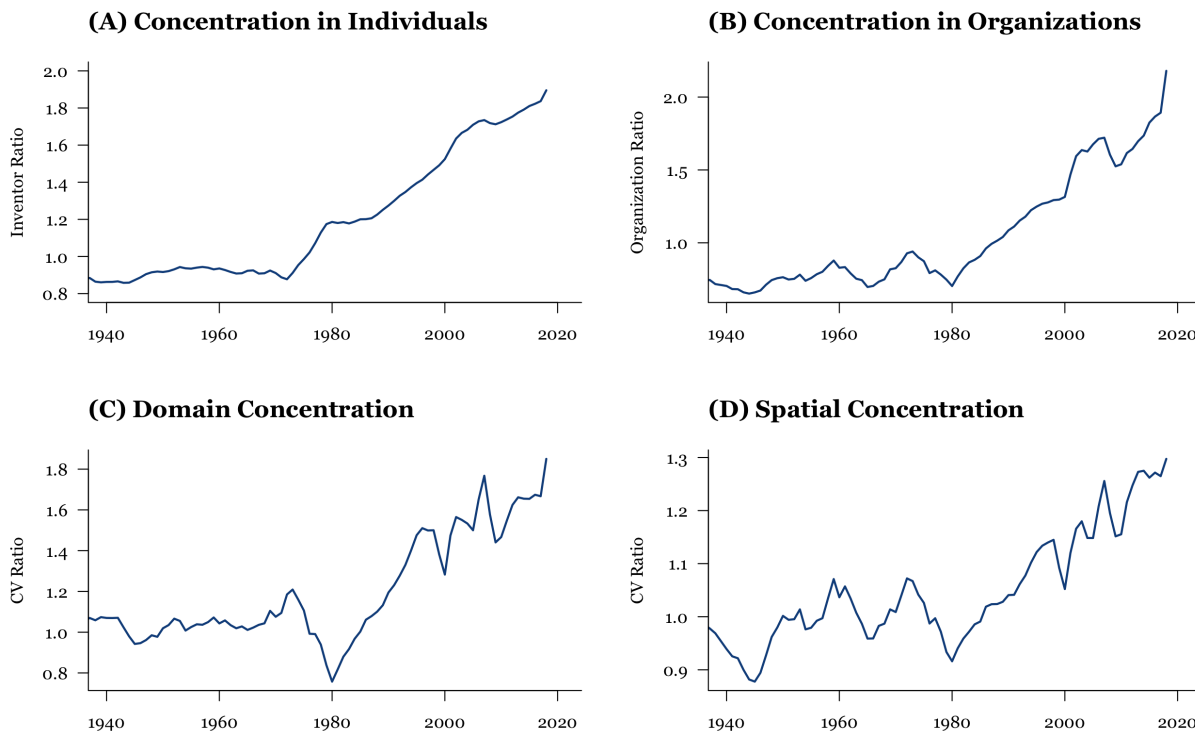 (A) Concentration in Individuals
Inventor Ratio
2.0
1.8
1.6
1.4
1.2
1.0
0.8
1940 1960 1980 2000 2020
(B) Concentration in Organizations
Organization Ratio
2.0
1.5
1.0
1940 1960 1980 2000 2020
(C) Domain Concentration
CV Ratio
1.8
1.6
1.4
1.2
1.0
0.8
1940 1960 1980 2000 2020
(D) Spatial Concentration
CV Ratio
1.3
1.2
1.1
1.0
0.9
1940 1960 1980 2000 2020